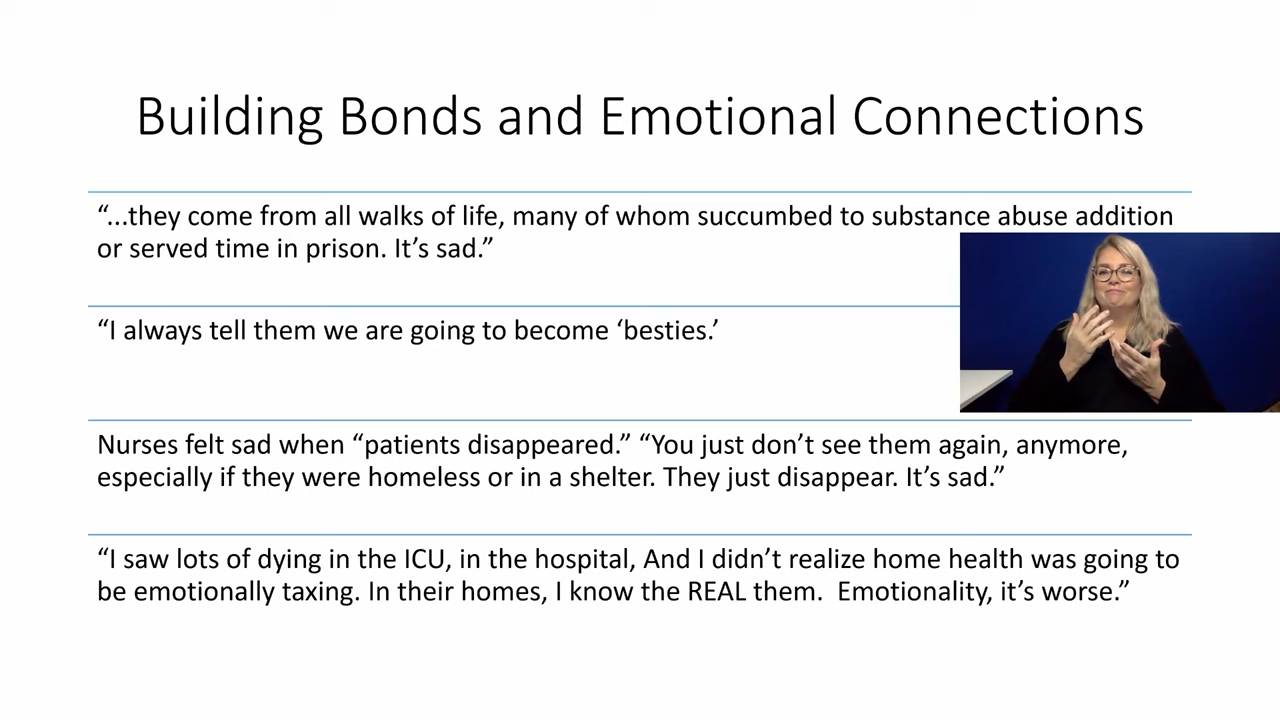 Building Bonds and Emotional Connections
“...they come from all walks of life, many of whom succumbed to substance abuse addition
or served time in prison. It’s sad.”
“I always tell them we are going to become ‘besties.’
Nurses felt sad when “patients disappeared.” “You just don’t see them again, anymore,
especially if they were homeless or in a shelter. They just disappear. It’s sad.”
“I saw lots of dying in the ICU, in the hospital, And I didn’t realize home health was going to
be emotionally taxing. In their homes, I know the REAL them.  Emotionality, it’s worse.”